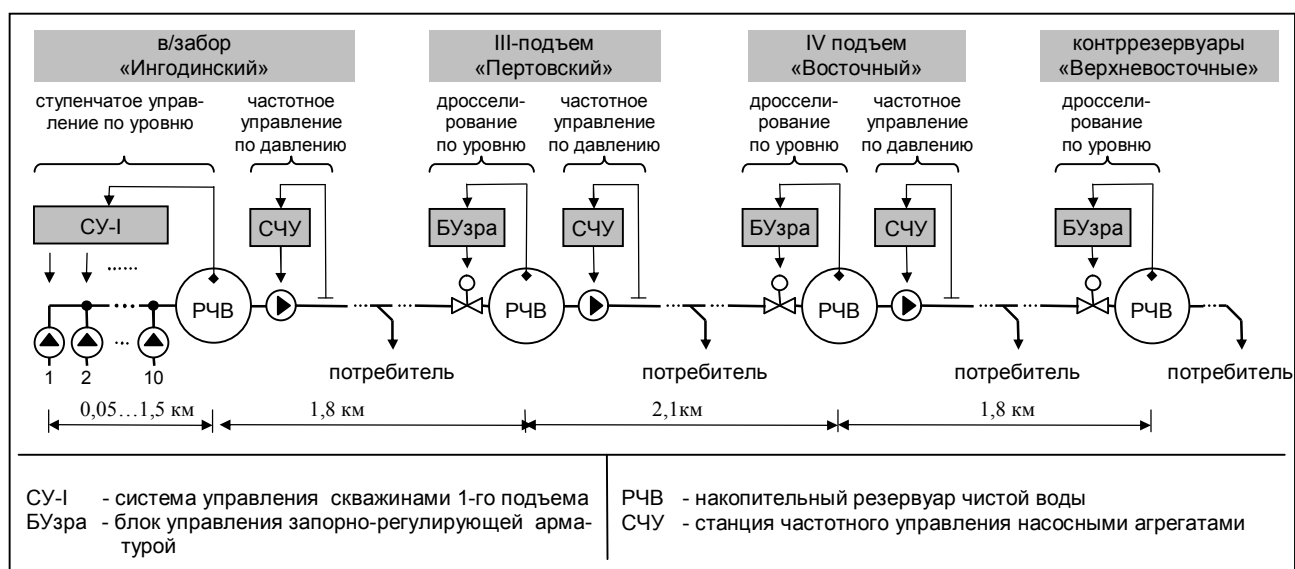 в/забор
«Ингодинский»
III-подъем
«Пертовский»
IV подъем
«Восточный»
контррезервуары
«Верхневосточные»
ступенчатое управ-
ление по уровню
частотное
управление
по давлению
дроссели-
рование
по уровню
частотное
управление
по давлению
дроссели-
рование
по уровню
частотное
управление
по давлению
дроссели-
рование
по уровню
СУ-I
СЧУ
БУзра
СЧУ
БУзра
СЧУ
БУзра
......
РЧВ
РЧВ
РЧВ
РЧВ
1 2 ... 10
потребитель
потребитель
потребитель
потребитель
0,05…1,5 км
1,8 км
2,1км
1,8 км
СУ-I - система управления скважинами 1-го подъема
БУзра - блок управления запорно-регулирующей арма-
турой
РЧВ - накопительный резервуар чистой воды
СЧУ - станция частотного управления насосными агрегатами